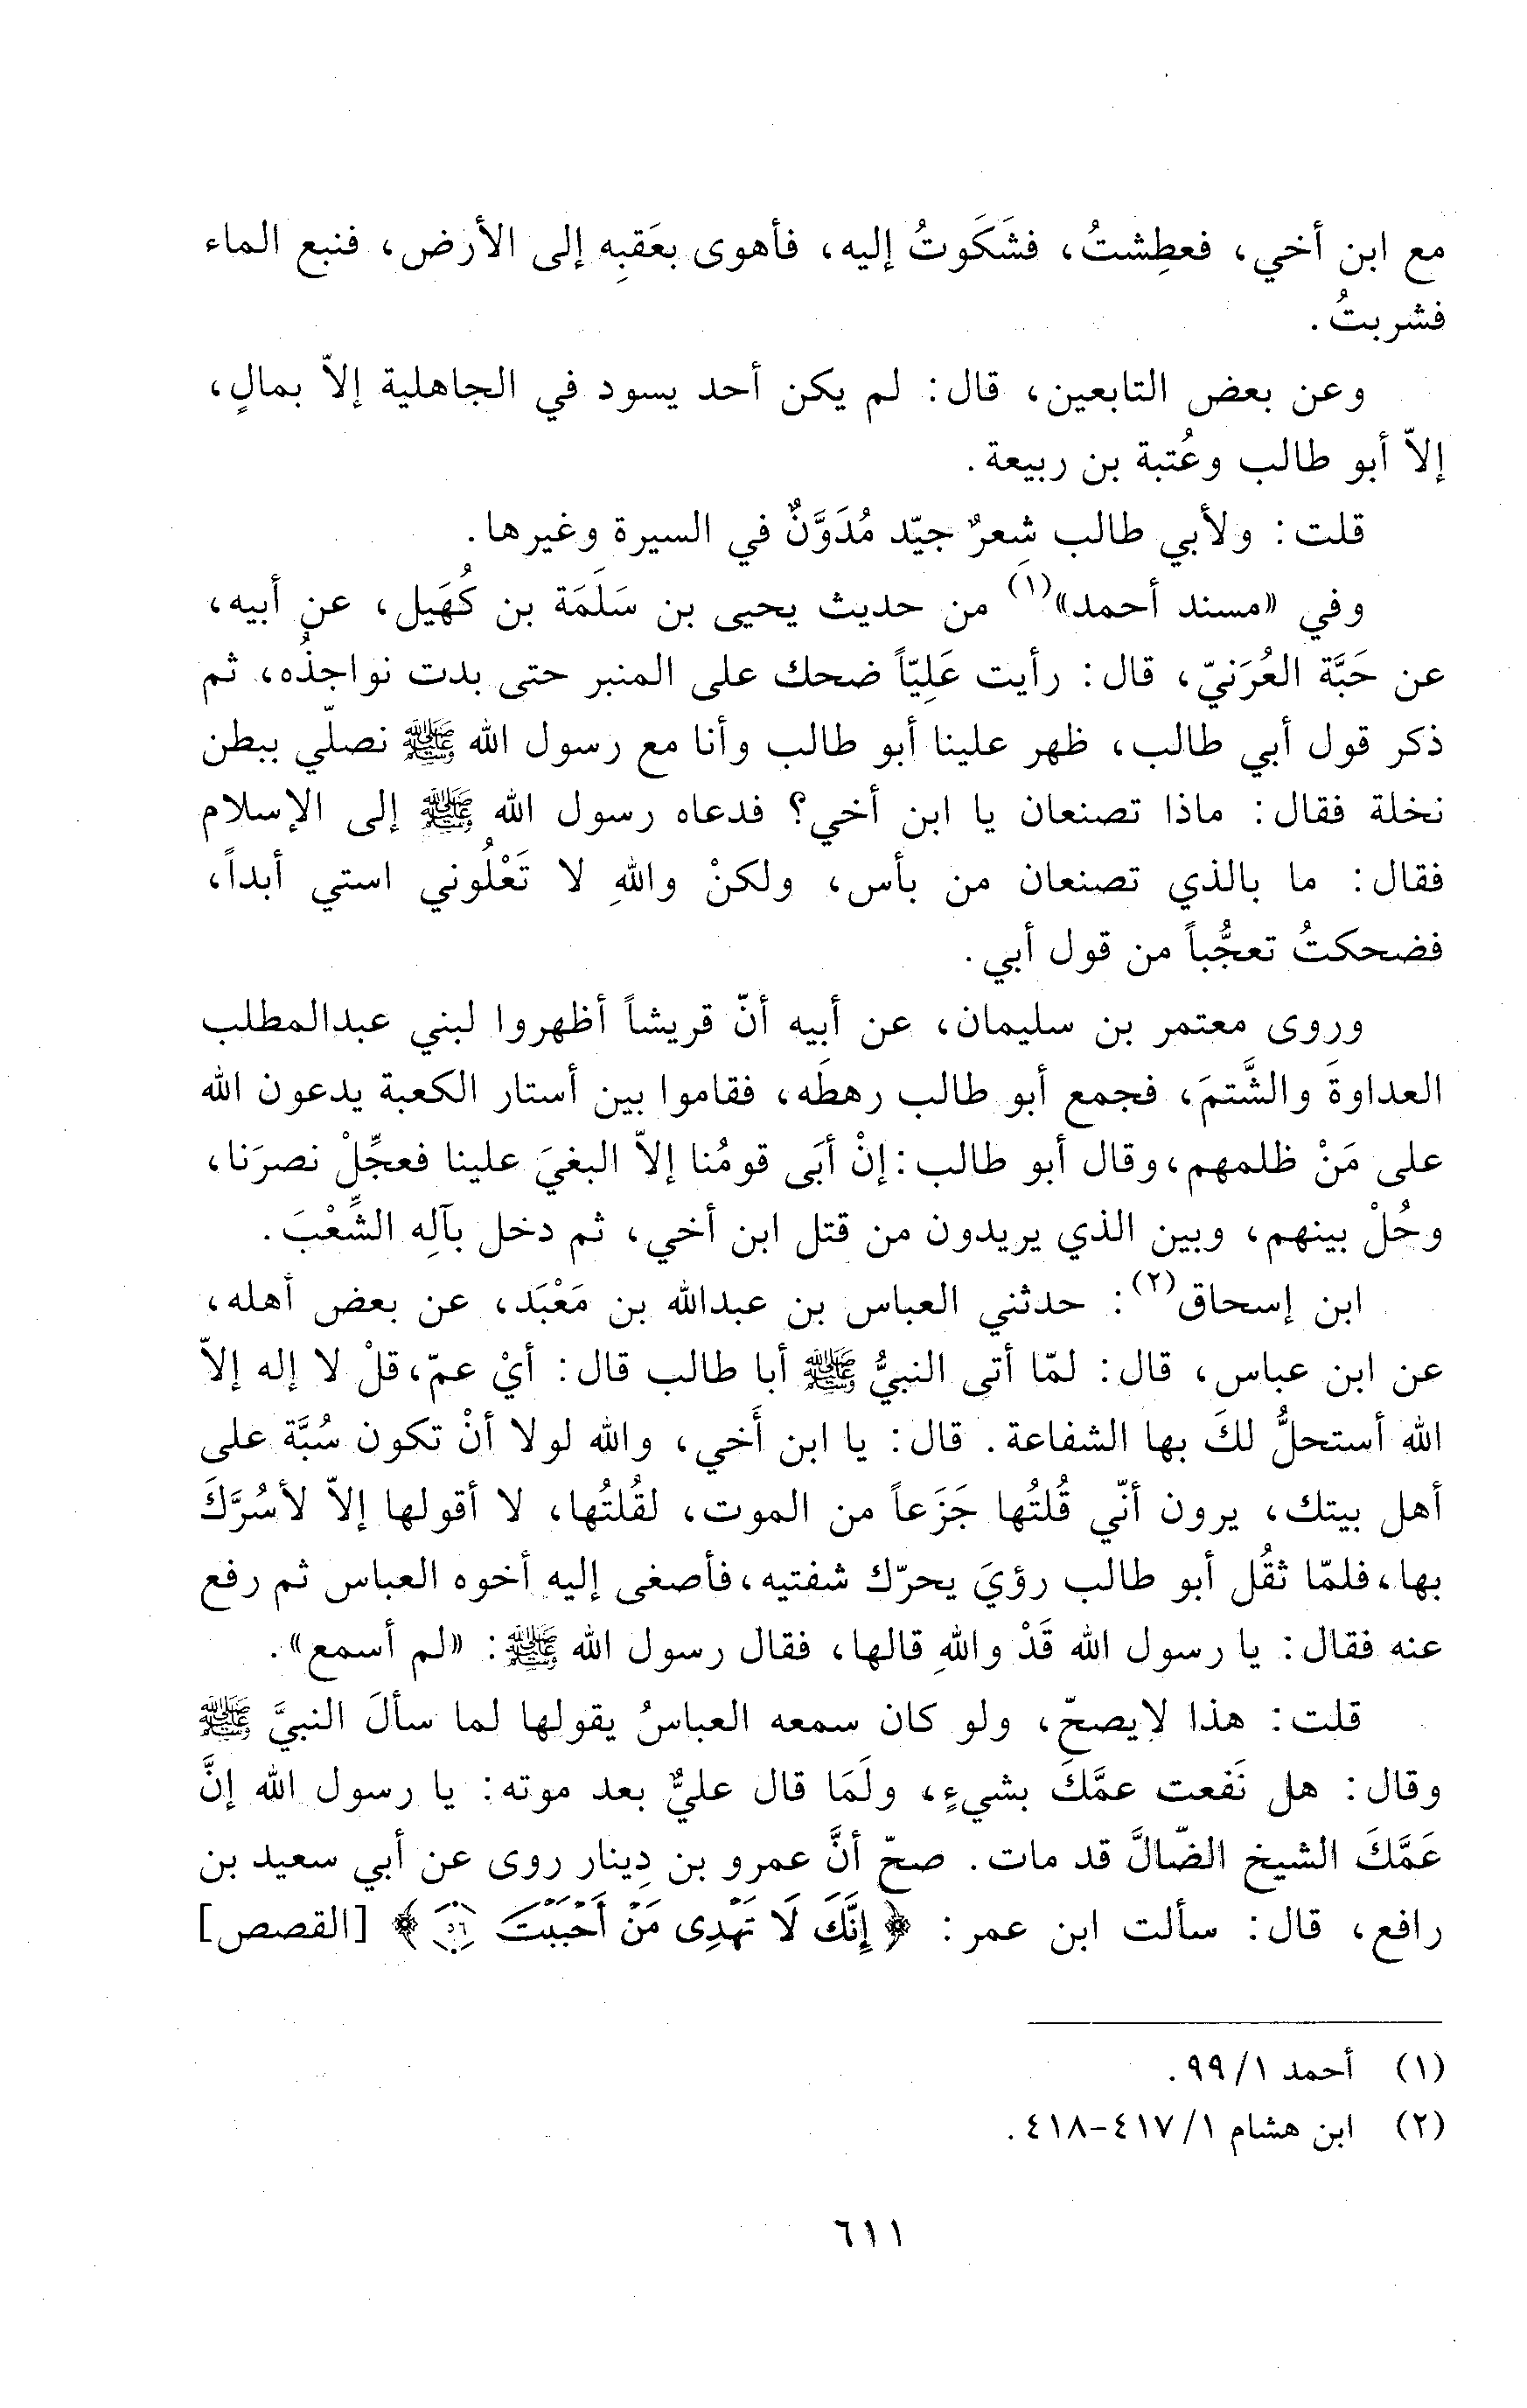 مع ابن أخي، فعطِشتُ، فشَكَوتُ إليه، فأهوى بعَقبِه إلى الأرض، فنبع الماء
فشربتُ.
وعن بعض التابعين، قال: لم يكن أحد يسود في الجاهلية إلاّ بمالٍ،
إلاّ أبو طالب وعُتبة بن ربيعة.
قلت: ولأبي طالب شِعرٌ جيّد مُدَوَّنٌ في السيرة وغيرها.
وفي «مسند أحمد»(١) من حديث يحيى بن سَلَمَة بن كُهَيل، عن أبيه،
عن حَبَّة العُرَنيّ، قال: رأيت عَلِيّاً ضحك على المنبر حتى بدت نواجذُه، ثم
ذكر قول أبي طالب، ظهر علينا أبو طالب وأنا مع رسول الله ﷺ نصلّي ببطن
نخلة فقال: ماذا تصنعان يا ابن أخي؟ فدعاه رسول الله ﷺ إلى الإسلام
فقال: ما بالذي تصنعان من بأس، ولكنْ واللهِ لا تَعْلُوني استي أبداً،
فضحكتُ تعجُّباً من قول أبي.
وروى معتمر بن سليمان، عن أبيه أنّ قريشاً أظهروا لبني عبدالمطلب
العداوةَ والشَّتمَ، فجمع أبو طالب رهطَه، فقاموا بين أستار الكعبة يدعون الله
على مَنْ ظلمهم، وقال أبو طالب: إنْ أبَى قومُنا إلاّ البغيَ علينا فعجِّلْ نصرَنا،
وحُلْ بينهم، وبين الذي يريدون من قتل ابن أخي، ثم دخل بآلِه الشِّعْبَ.
ابن إسحاق(٢): حدثني العباس بن عبدالله بن مَعْبَد، عن بعض أهله،
عن ابن عباس، قال: لمّا أتى النبيُّ ﷺ أبا طالب قال: أيْ عمّ، قلْ لا إله إلاّ
الله أستحلُّ لكَ بها الشفاعة. قال: يا ابن أَخي، والله لولا أنْ تكون سُبَّة على
أهل بيتك، يرون أنّي قُلتُها جَزَعاً من الموت، لقُلتُها، لا أقولها إلاّ لأسُرَّكَ
بها، فلمّا ثقُل أبو طالب رؤيَ يحرّك شفتيه، فأصغى إليه أخوه العباس ثم رفع
عنه فقال: يا رسول الله قَدْ واللهِ قالها، فقال رسول الله ﷺ: «لم أسمع».
قلت: هذا لايصحّ، ولو كان سمعه العباسُ يقولها لما سألَ النبيَّ ﷺ
وقال: هل نَفعت عمَّكَ بشيءٍ، ولَمَا قال عليٌّ بعد موته: يا رسول الله إنَّ
عَمَّكَ الشيخ الضّالَّ قد مات. صحّ أنَّ عمرو بن دِينار روى عن أبي سعيد بن
رافع، قال: سألت ابن عمر: ﴿إِنَّكَ لَا تَهْدِى مَنْ أَحْبَبْتَ ٥٦﴾ [القصص]
(١) أحمد ١/ ٩٩.
(٢) ابن هشام ١/ ٤١٧-٤١٨.
٦١١